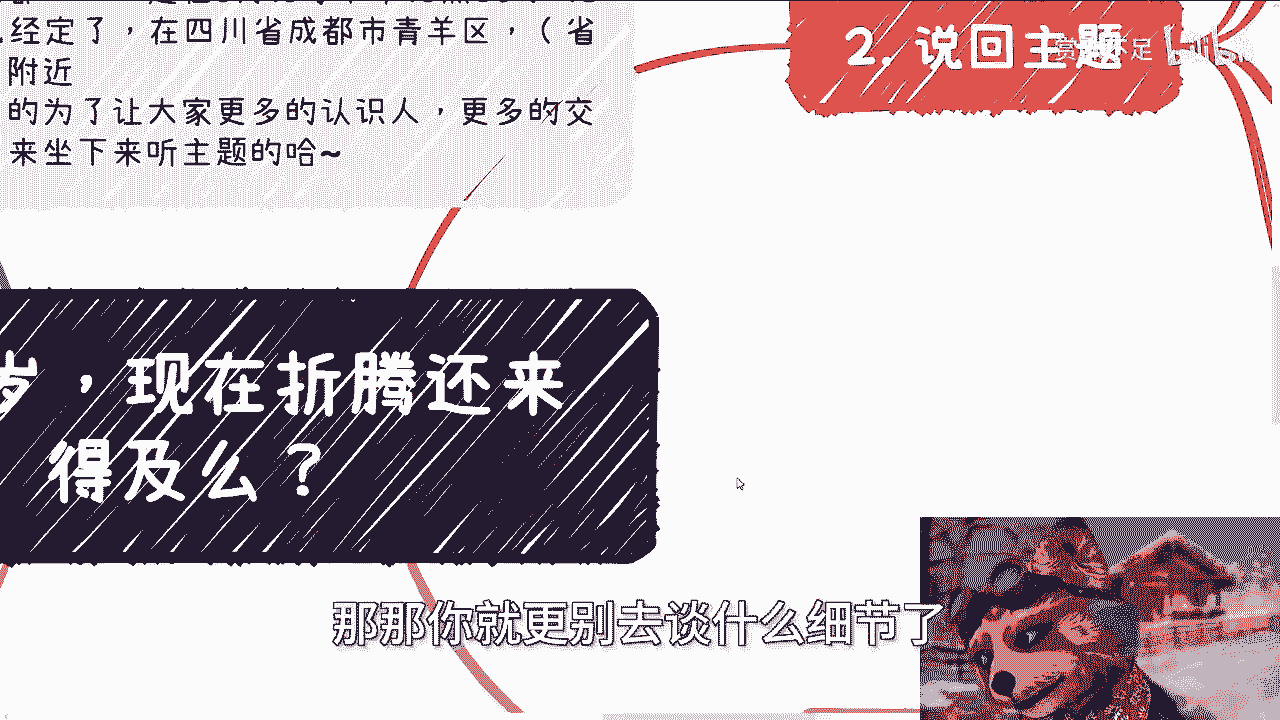 经定了，在四川省成都市青羊区，（省
附近
的为了让大家更多的认识人，更多的交
来坐下来听主题的哈~
2. 说回主题
岁，现在折腾还来
得及么？
那那你就更别去谈什么细节了